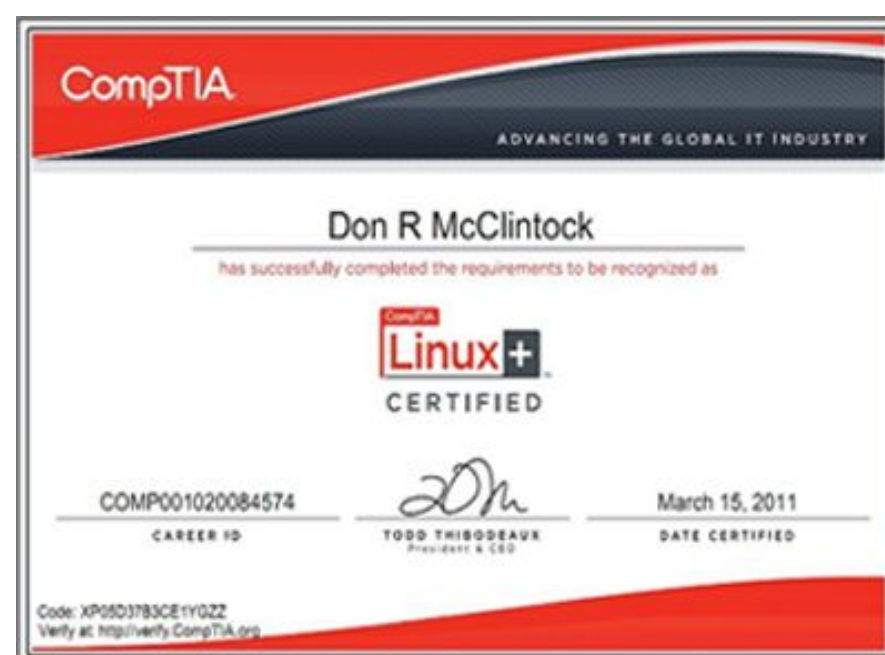 CompTIA
ADVANCING THE GLOBAL IT INDUSTRY
Don R McClintock
has successfully completed the requirements to be recognized as
CompTIA
Linux+
CERTIFIED
COMP001020084574
March 15, 2011
CAREER ID
TODD THIBODEAUX
DATE CERTIFIED
President & CEO
Code:
Verify at: http://verify.CompTIA.org